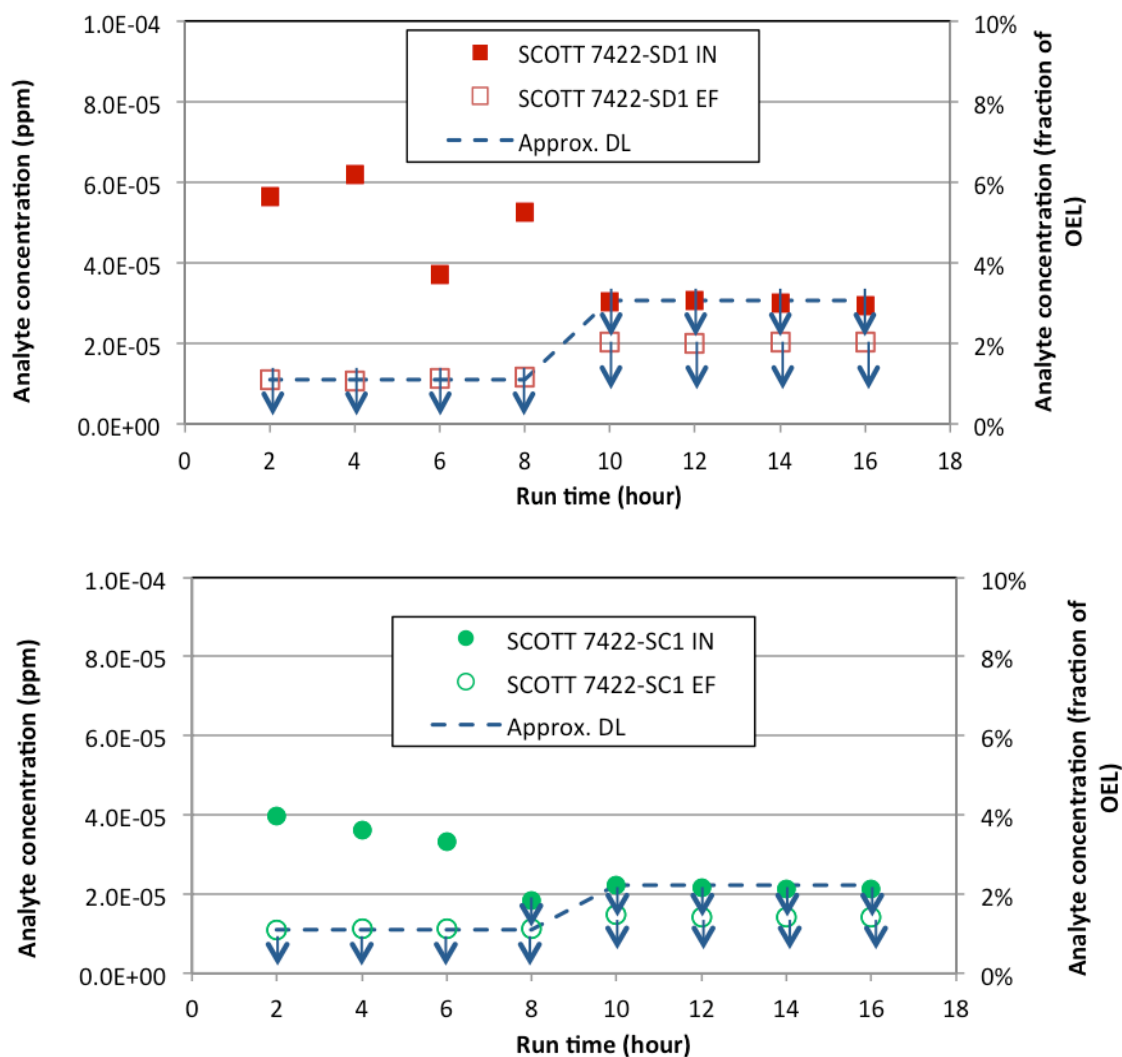 Analyte concentration (ppm)
1.0E-04
8.0E-05
6.0E-05
4.0E-05
2.0E-05
0.0E+00
SCOTT 7422-SD1 IN
SCOTT 7422-SD1 EF
Approx. DL
10%
8%
6%
4%
2%
0%
Analyte concentration (fraction of
OEL)
0 2 4 6 8 10 12 14 16 18
Run time (hour)
Analyte concentration (ppm)
1.0E-04
8.0E-05
6.0E-05
4.0E-05
2.0E-05
0.0E+00
SCOTT 7422-SC1 IN
SCOTT 7422-SC1 EF
Approx. DL
10%
8%
6%
4%
2%
0%
Analyte concentration (fraction of
OEL)
0 2 4 6 8 10 12 14 16 18
Run time (hour)